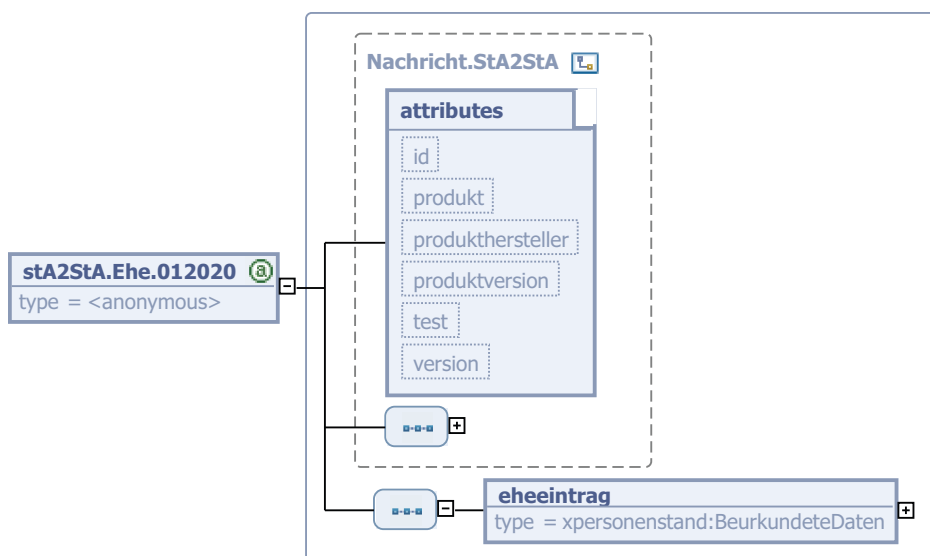 Nachricht.StA2StA
attributes
id
produkt
produkthersteller
produktversion
test
version
stA2StA.Ehe.012020 @
type = <anonymous>
eheeintrag
type = xpersonenstand:BeurkundeteDaten